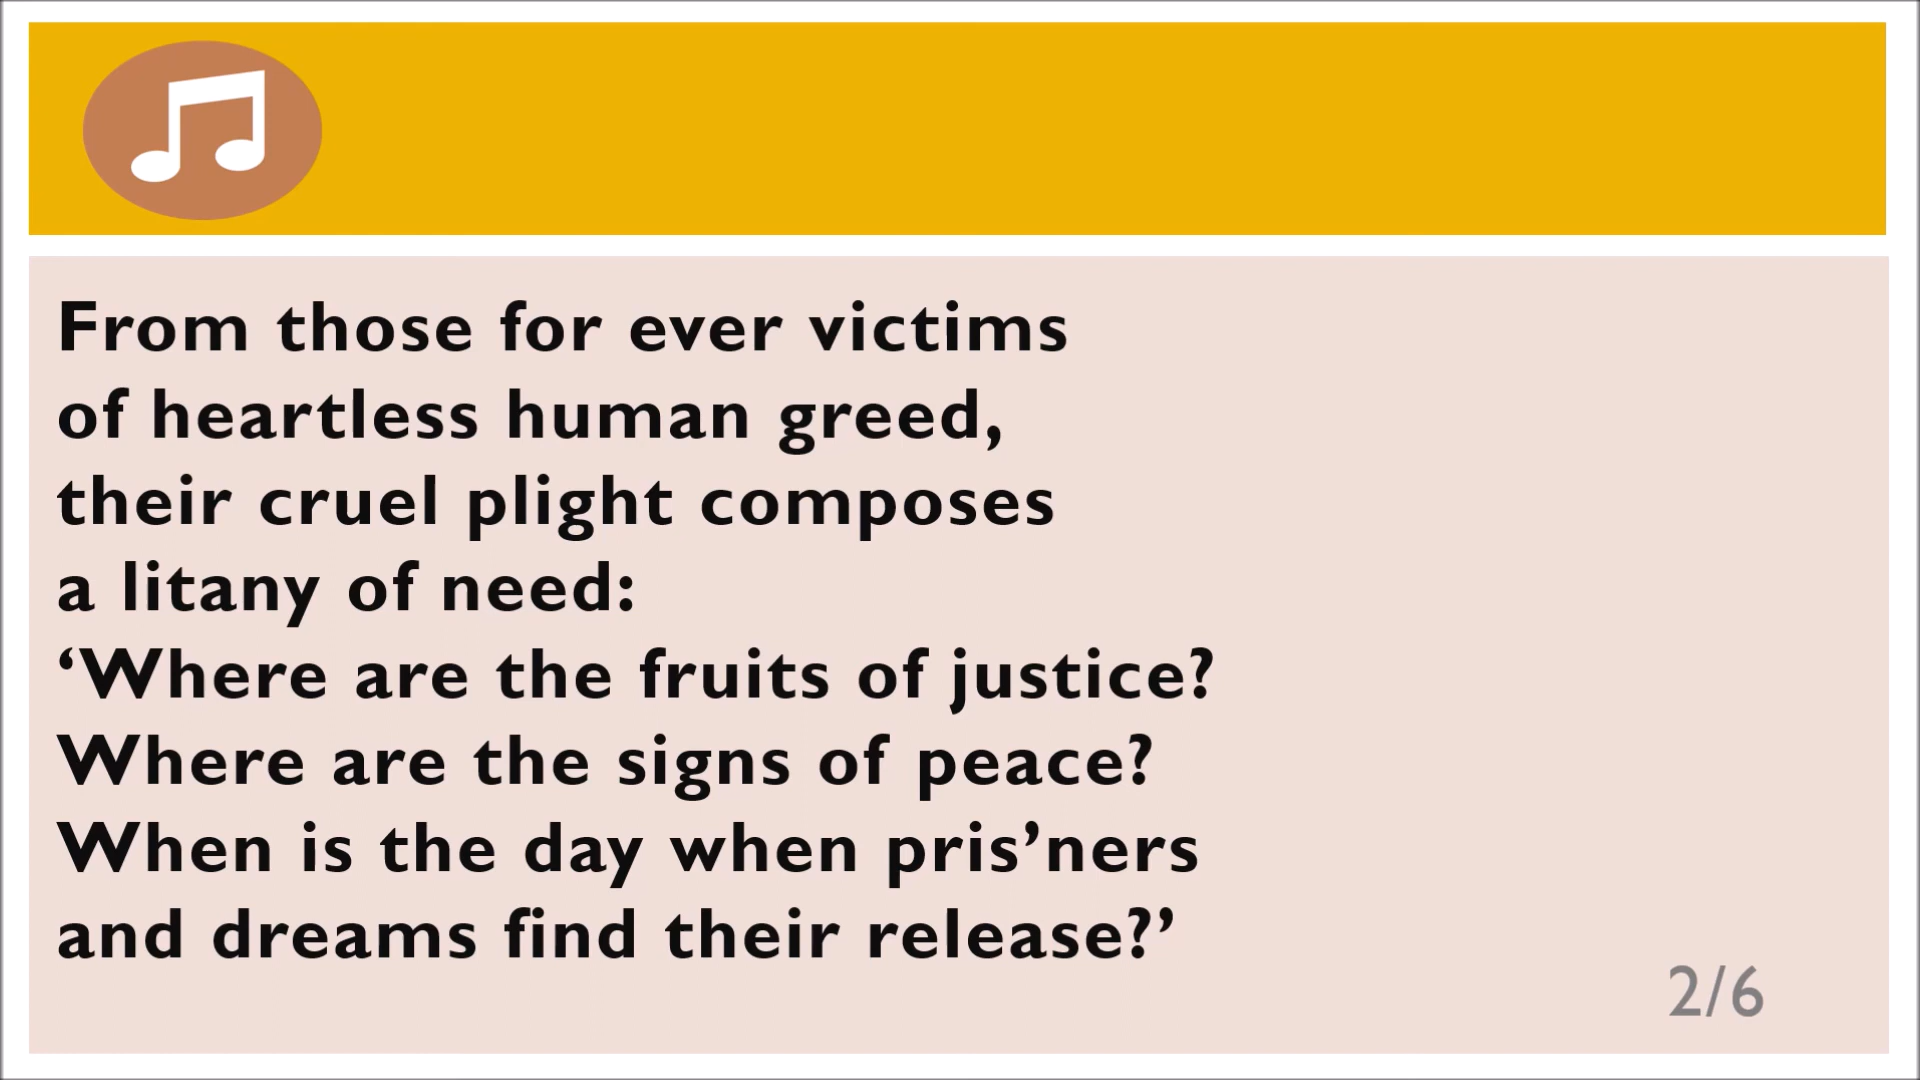 From those for ever victims
of heartless human greed,
their cruel plight composes
a litany of need:
‘Where are the fruits of justice?
Where are the signs of peace?
When is the day when pris’ners
and dreams find their release?’
2/6